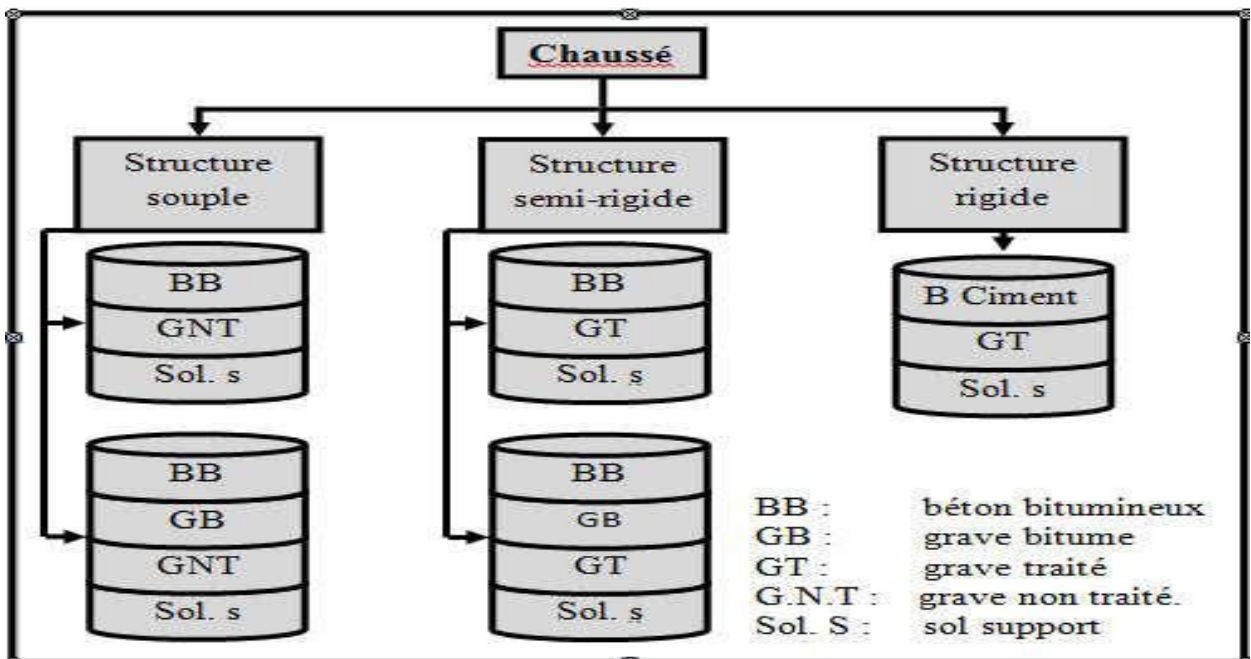 Chaussé
Structure
souple
Structure
semi-rigide
Structure
rigide
BB
GNT
Sol. s
BB
GT
Sol. s
B Ciment
GT
Sol. s
BB
GB
GNT
Sol. s
BB
GB
GT
Sol. s
BB : béton bitumineux
GB : grave bitume
GT : grave traité
G.N.T : grave non traité.
Sol. S : sol support